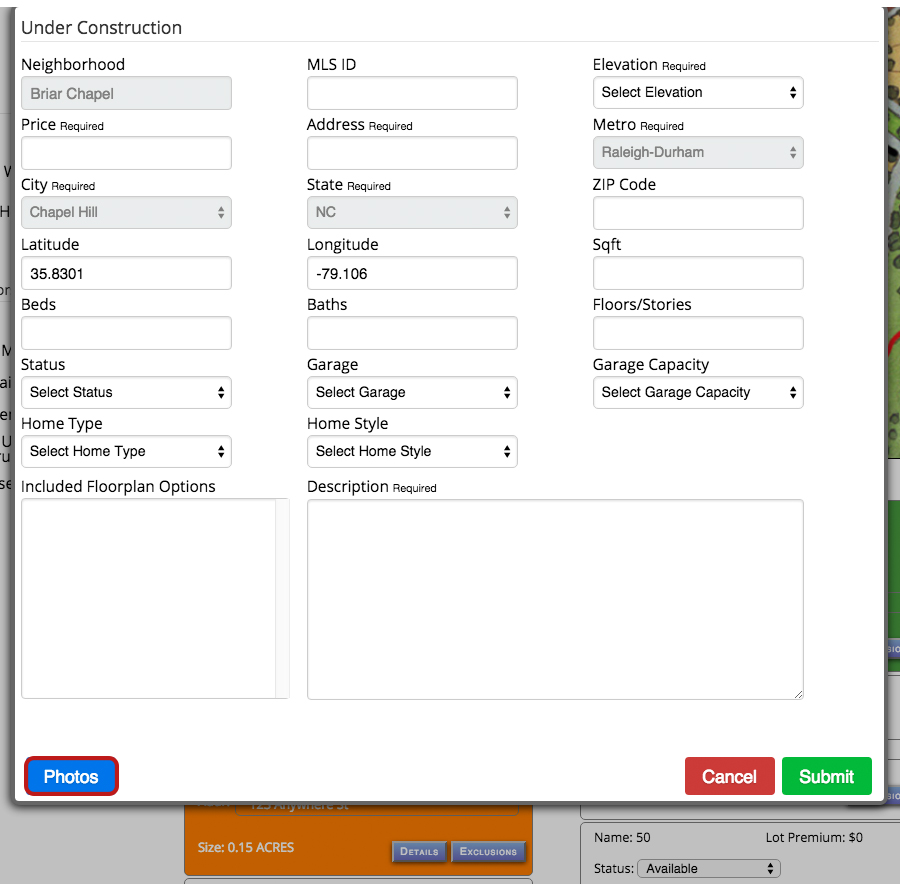 Under Construction
Neighborhood MLS ID Elevation Required
Briar Chapel Select Elevation
Price Required Address Required Metro Required
Raleigh-Durham
City Required State Required ZIP Code
Chapel Hill NC
Latitude Longitude Sqft
35.8301 -79.106
Beds Baths Floors/Stories
Status Garage Garage Capacity
Select Status Select Garage Select Garage Capacity
Home Type Home Style
Select Home Type Select Home Style
Included Floorplan Options Description Required
Photos Cancel Submit
123 Anywhere St
Size: 0.15 ACRES DETAILS EXCLUSIONS
Name: 50 Lot Premium: $0
Status: Available